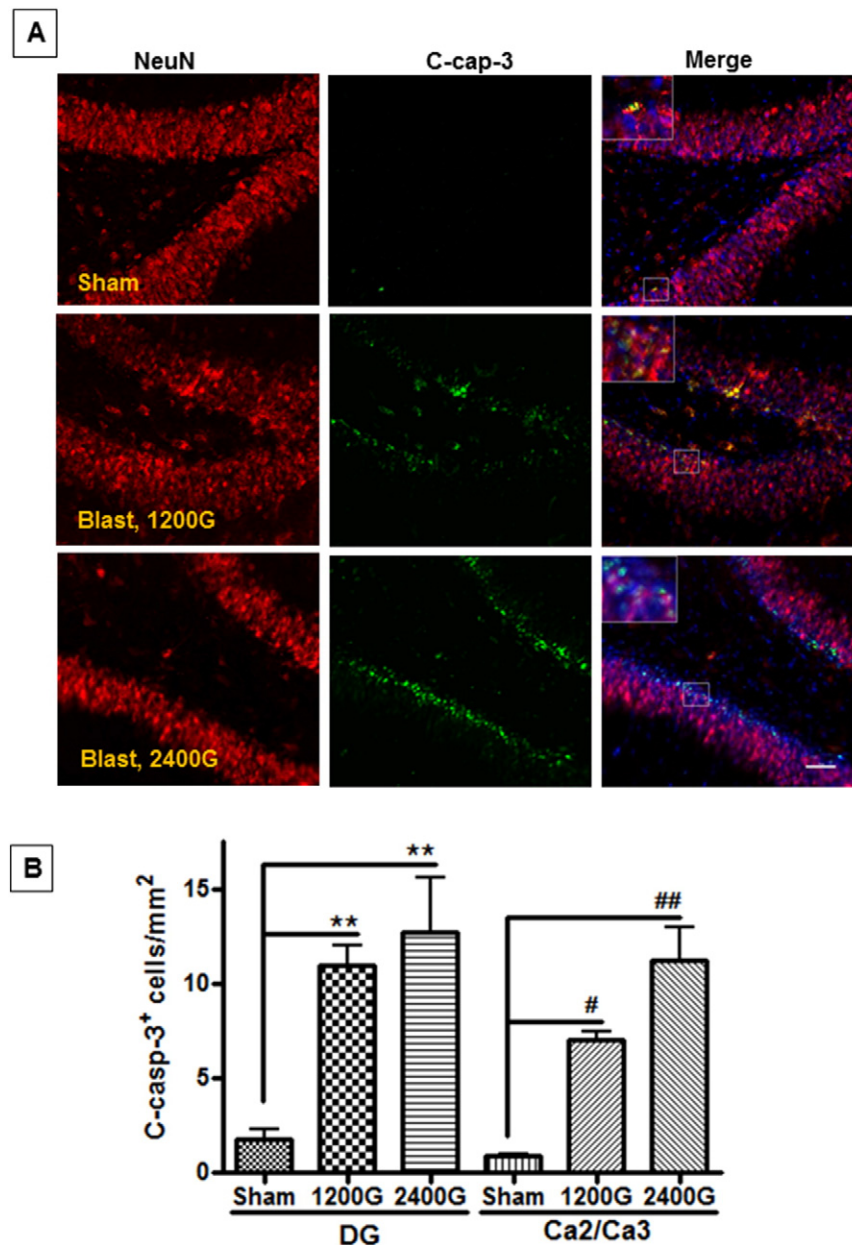 A
NeuN C-cap-3 Merge
Sham
Blast, 1200G
Blast, 2400G
B
C-casp-3⁺ cells/mm²
15
10
5
0
**
**
##
#
Sham 1200G 2400G Sham 1200G 2400G
DG Ca2/Ca3